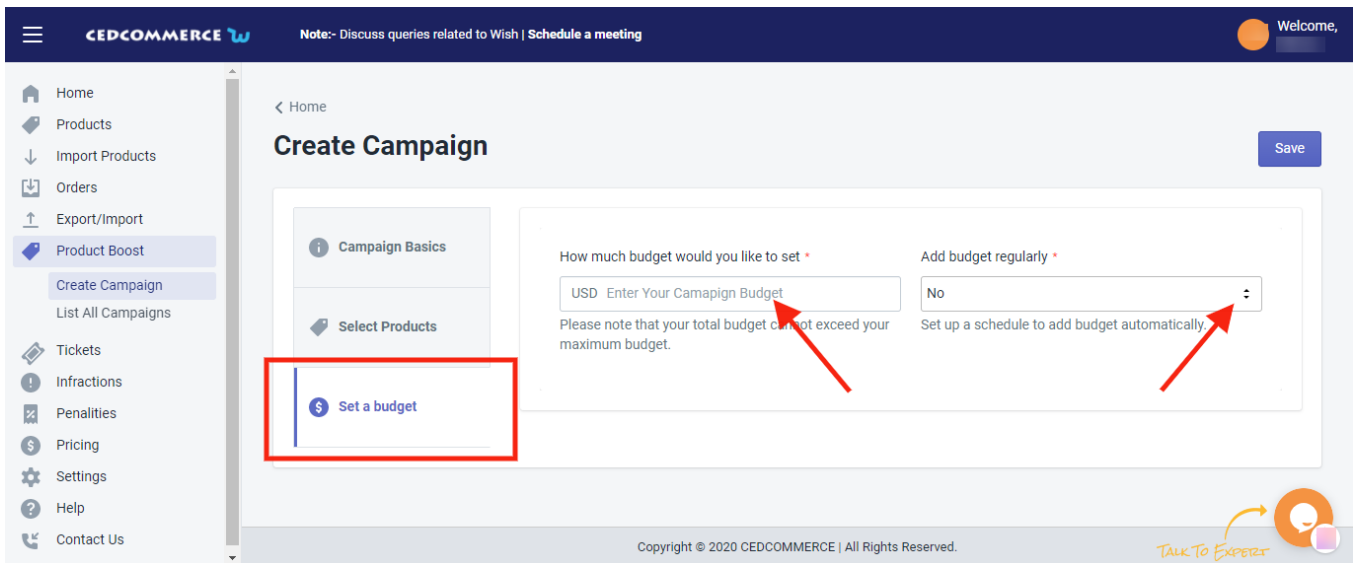 CEDCOMMERCE
Note:- Discuss queries related to Wish | Schedule a meeting
Welcome,
Home
Products
Import Products
Orders
Export/Import
Product Boost
Create Campaign
List All Campaigns
Tickets
Infractions
Penalities
Pricing
Settings
Help
Contact Us
Home
Create Campaign
Save
Campaign Basics
Select Products
Set a budget
How much budget would you like to set *
USD Enter Your Camapign Budget
Please note that your total budget cannot exceed your
maximum budget.
Add budget regularly *
No
Set up a schedule to add budget automatically.
Copyright © 2020 CEDCOMMERCE | All Rights Reserved.
TALK TO EXPERT